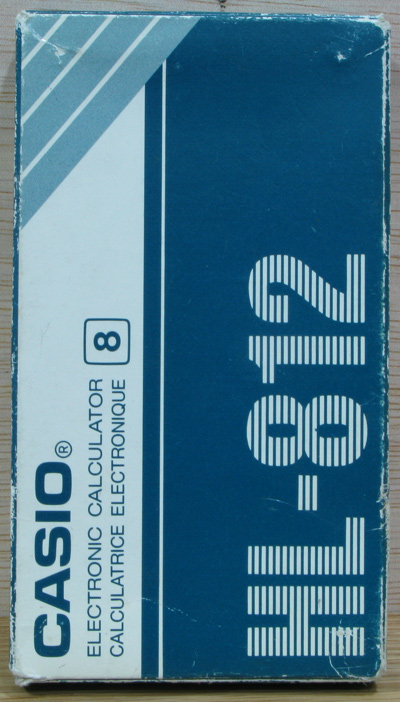 CASIO®
ELECTRONIC CALCULATOR
CALCULATRICE ELECTRONIQUE
8
HL-812